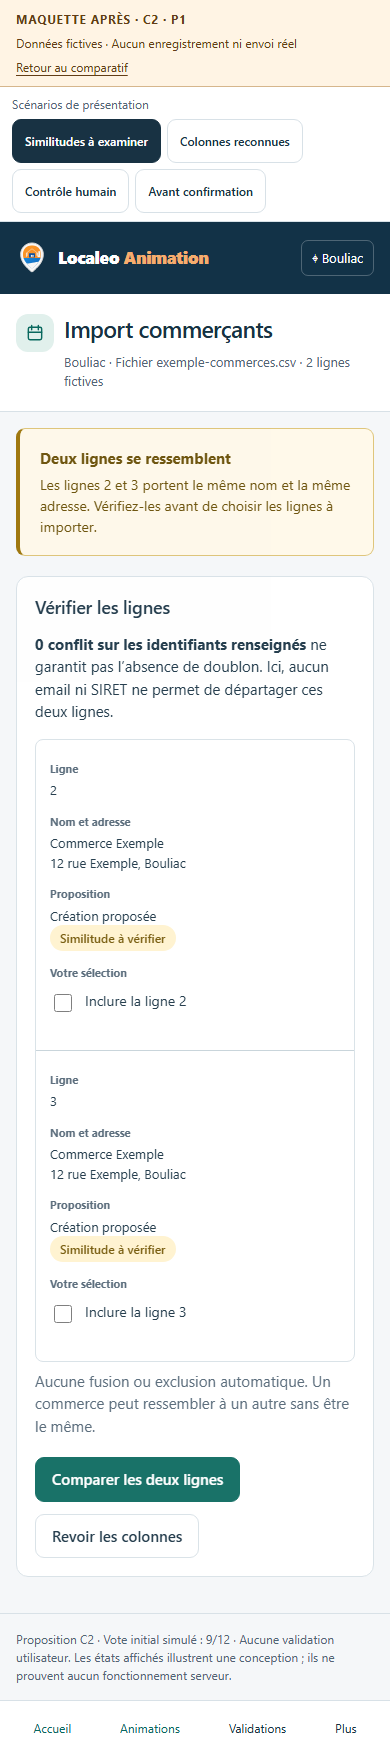 MAQUETTE APRÈS · C2 · P1
Données fictives · Aucun enregistrement ni envoi réel
Retour au comparatif
Scénarios de présentation
Similitudes à examiner
Colonnes reconnues
Contrôle humain
Avant confirmation
Localeo Animation
Bouliac
Import commerçants
Bouliac · Fichier exemple-commerces.csv · 2 lignes
fictives
Deux lignes se ressemblent
Les lignes 2 et 3 portent le même nom et la même
adresse. Vérifiez-les avant de choisir les lignes à
importer.
Vérifier les lignes
0 conflit sur les identifiants renseignés ne
garantit pas l’absence de doublon. Ici, aucun
email ni SIRET ne permet de départager ces
deux lignes.
Ligne
2
Nom et adresse
Commerce Exemple
12 rue Exemple, Bouliac
Proposition
Création proposée
Similitude à vérifier
Votre sélection
Inclure la ligne 2
Ligne
3
Nom et adresse
Commerce Exemple
12 rue Exemple, Bouliac
Proposition
Création proposée
Similitude à vérifier
Votre sélection
Inclure la ligne 3
Aucune fusion ou exclusion automatique. Un
commerce peut ressembler à un autre sans être
le même.
Comparer les deux lignes
Revoir les colonnes
Proposition C2 · Vote initial simulé : 9/12 · Aucune validation
utilisateur. Les états affichés illustrent une conception ; ils ne
prouvent aucun fonctionnement serveur.
Accueil
Animations
Validations
Plus